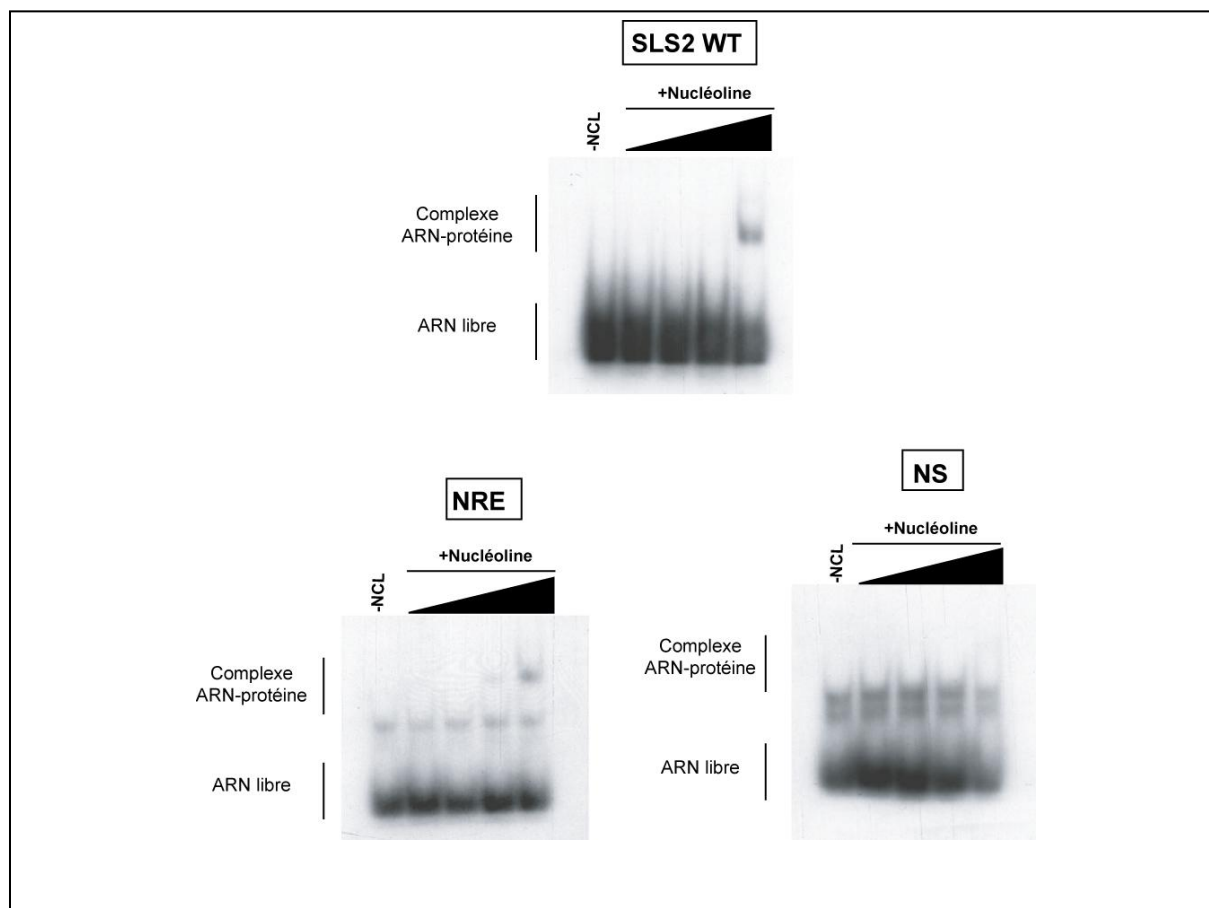 SLS2 WT
+Nucléoline
-NCL
Complexe
ARN-protéine
ARN libre
NRE
+Nucléoline
-NCL
Complexe
ARN-protéine
ARN libre
NS
+Nucléoline
-NCL
Complexe
ARN-protéine
ARN libre